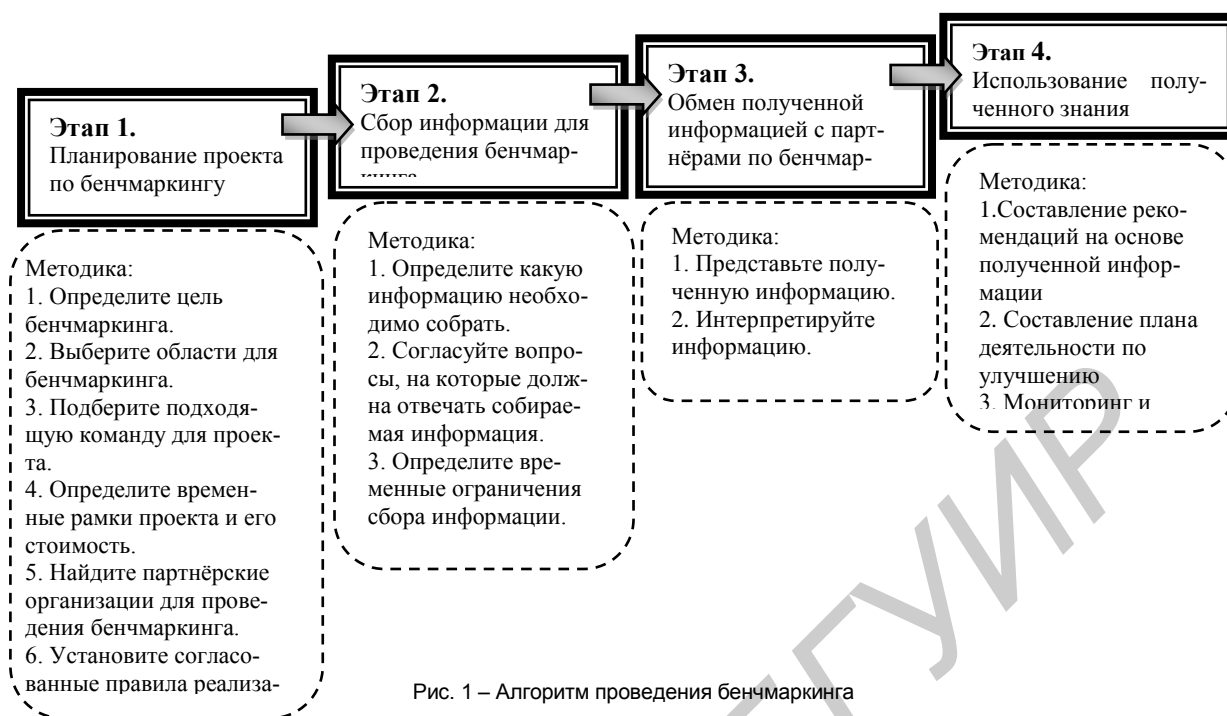 Этап 1.
Планирование проекта
по бенчмаркингу
Методика:
1. Определите цель
бенчмаркинга.
2. Выберите области для
бенчмаркинга.
3. Подберите подходя-
щую команду для проек-
та.
4. Определите времен-
ные рамки проекта и его
стоимость.
5. Найдите партнёрские
организации для прове-
дения бенчмаркинга.
6. Установите согласо-
ванные правила реализа-
Этап 2.
Сбор информации для
проведения бенчмар-
кинга
Методика:
1. Определите какую
информацию необхо-
димо собрать.
2. Согласуйте вопро-
сы, на которые долж-
на отвечать собирае-
мая информация.
3. Определите вре-
менные ограничения
сбора информации.
Этап 3.
Обмен полученной
информацией с парт-
нёрами по бенчмар-
Методика:
1. Представьте полу-
ченную информацию.
2. Интерпретируйте
информацию.
Этап 4.
Использование полу-
ченного знания
Методика:
1.Составление реко-
мендаций на основе
полученной инфор-
мации
2. Составление плана
деятельности по
улучшению
3. Мониторинг и
Рис. 1 – Алгоритм проведения бенчмаркинга
ГУИР